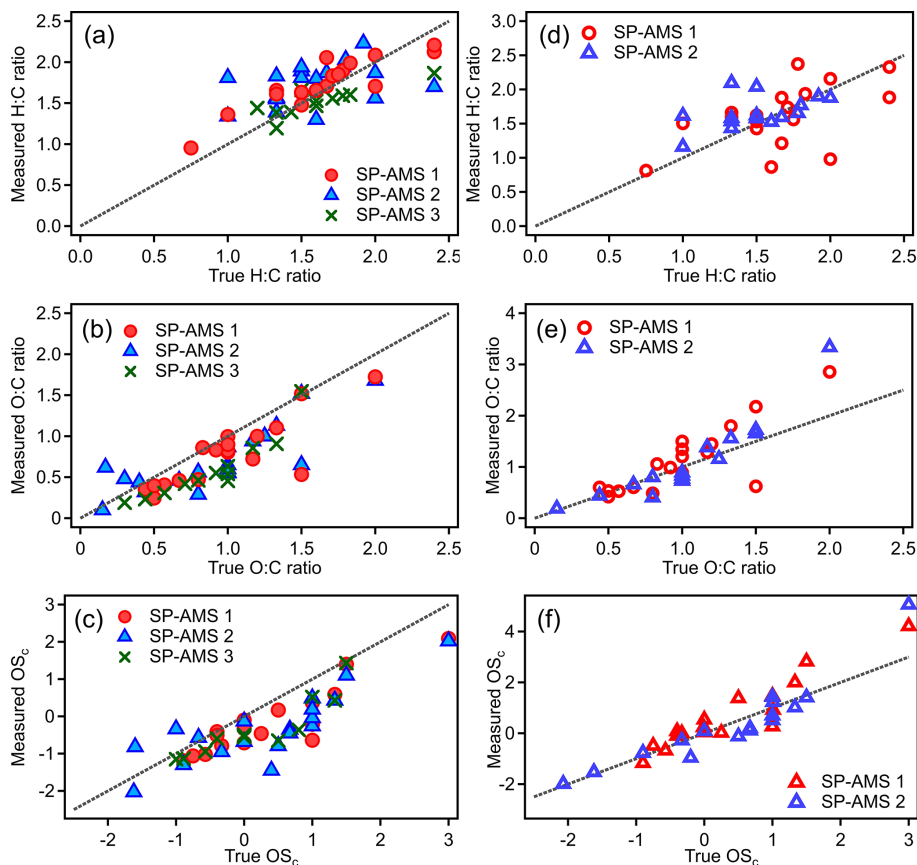 (a)
Measured H:C ratio
2.5
2.0
1.5
1.0
0.5
0.0
SP-AMS 1
SP-AMS 2
SP-AMS 3
0.0 0.5 1.0 1.5 2.0 2.5
True H:C ratio
(d)
Measured H:C ratio
3.0
2.5
2.0
1.5
1.0
0.5
0.0
SP-AMS 1
SP-AMS 2
0.0 0.5 1.0 1.5 2.0 2.5
True H:C ratio
(b)
Measured O:C ratio
2.5
2.0
1.5
1.0
0.5
0
SP-AMS 1
SP-AMS 2
SP-AMS 3
0.0 0.5 1.0 1.5 2.0 2.5
True O:C ratio
(e)
Measured O:C ratio
4
3
2
1
0
SP-AMS 1
SP-AMS 2
0.0 0.5 1.0 1.5 2.0 2.5
True O:C ratio
(c)
Measured OSc
3
2
1
0
-1
-2
SP-AMS 1
SP-AMS 2
SP-AMS 3
-2 -1 0 1 2 3
True OSc
(f)
Measured OSc
4
2
0
-2
SP-AMS 1
SP-AMS 2
-2 -1 0 1 2 3
True OSc